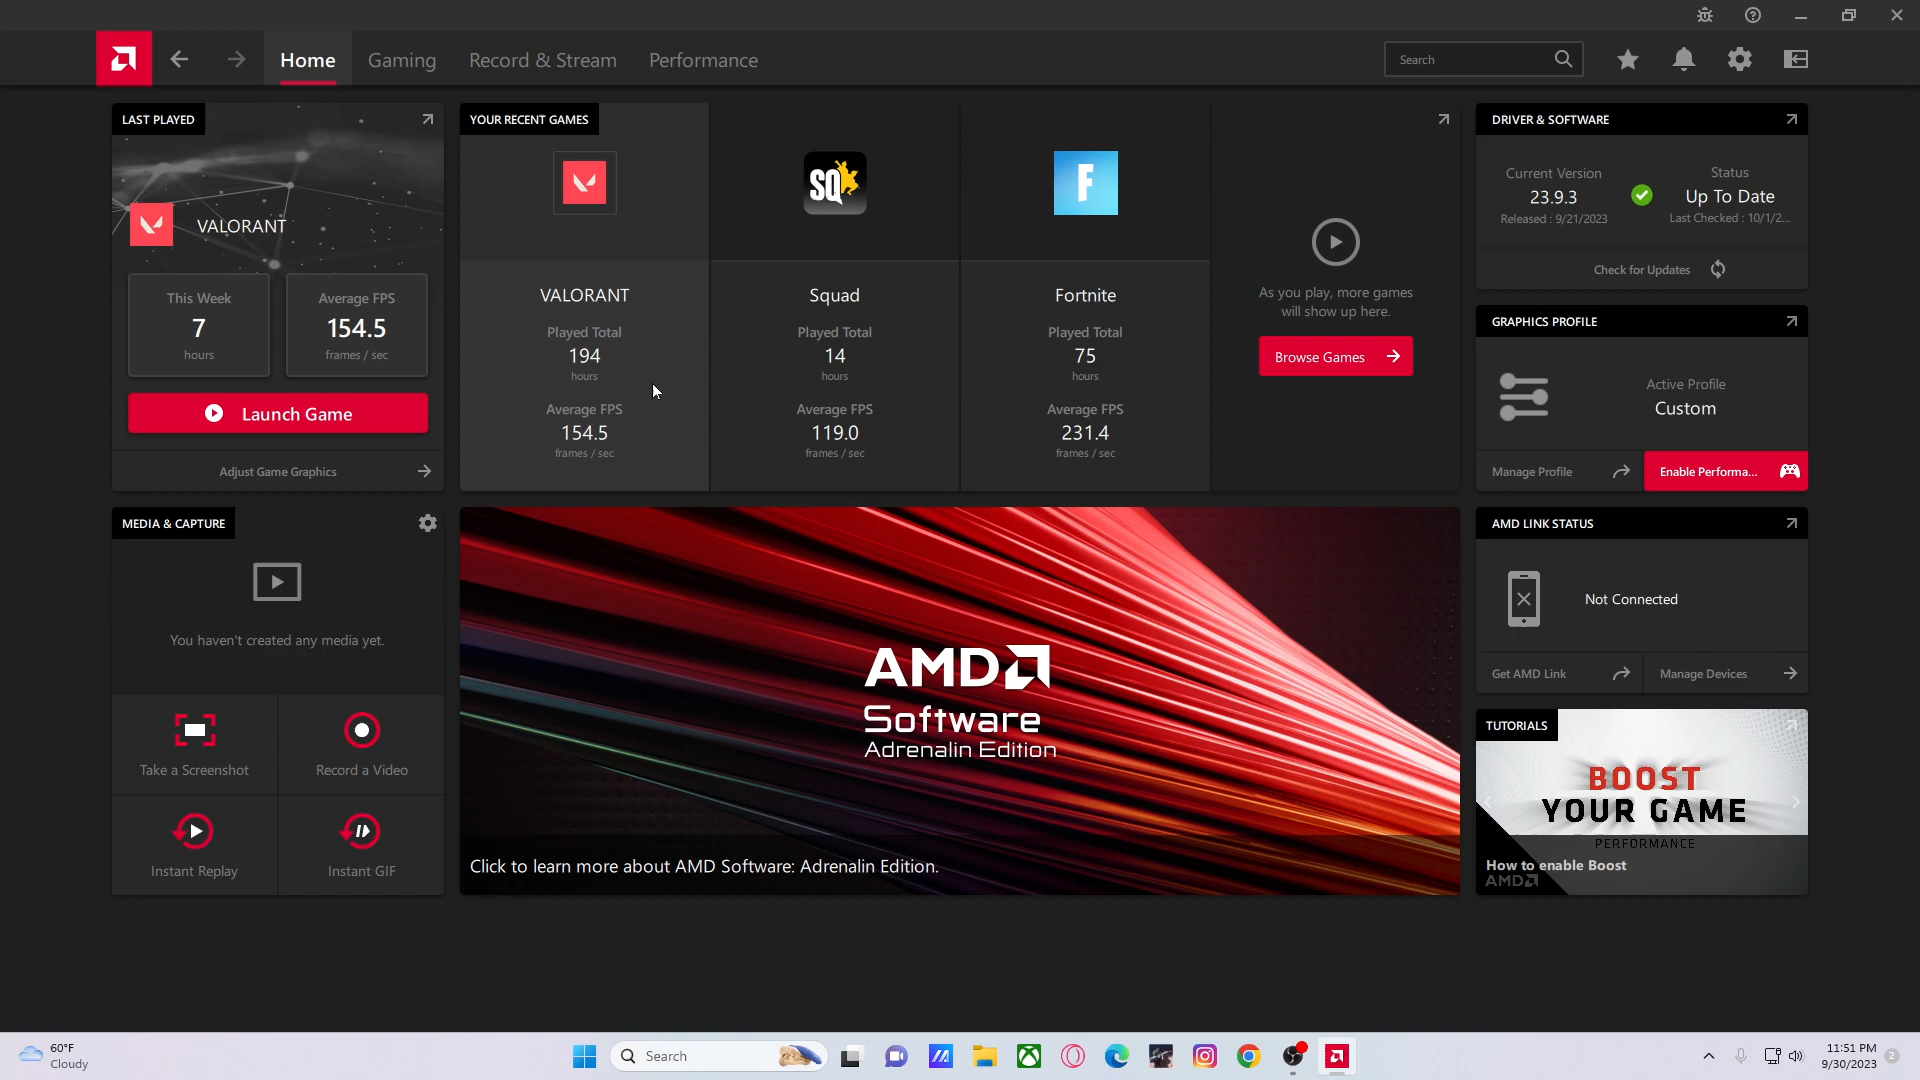 Home
Gaming
Record & Stream
Performance
Search
LAST PLAYED
VALORANT
This Week
7
hours
Average FPS
154.5
frames / sec
Launch Game
Adjust Game Graphics
YOUR RECENT GAMES
SQ
F
VALORANT
Played Total
194
hours
Average FPS
154.5
frames / sec
Squad
Played Total
14
hours
Average FPS
119.0
frames / sec
Fortnite
Played Total
75
hours
Average FPS
231.4
frames / sec
As you play, more games
will show up here.
Browse Games
DRIVER & SOFTWARE
Current Version
23.9.3
Released : 9/21/2023
Status
Up To Date
Last Checked : 10/1/2...
Check for Updates
GRAPHICS PROFILE
Active Profile
Custom
Manage Profile
Enable Performa...
MEDIA & CAPTURE
You haven't created any media yet.
Take a Screenshot
Record a Video
Instant Replay
Instant GIF
AMD
Software
Adrenalin Edition
Click to learn more about AMD Software: Adrenalin Edition.
AMD LINK STATUS
Not Connected
Get AMD Link
Manage Devices
TUTORIALS
BOOST
YOUR GAME
PERFORMANCE
How to enable Boost
AMD
60°F
Cloudy
Search
11:51 PM
9/30/2023
2